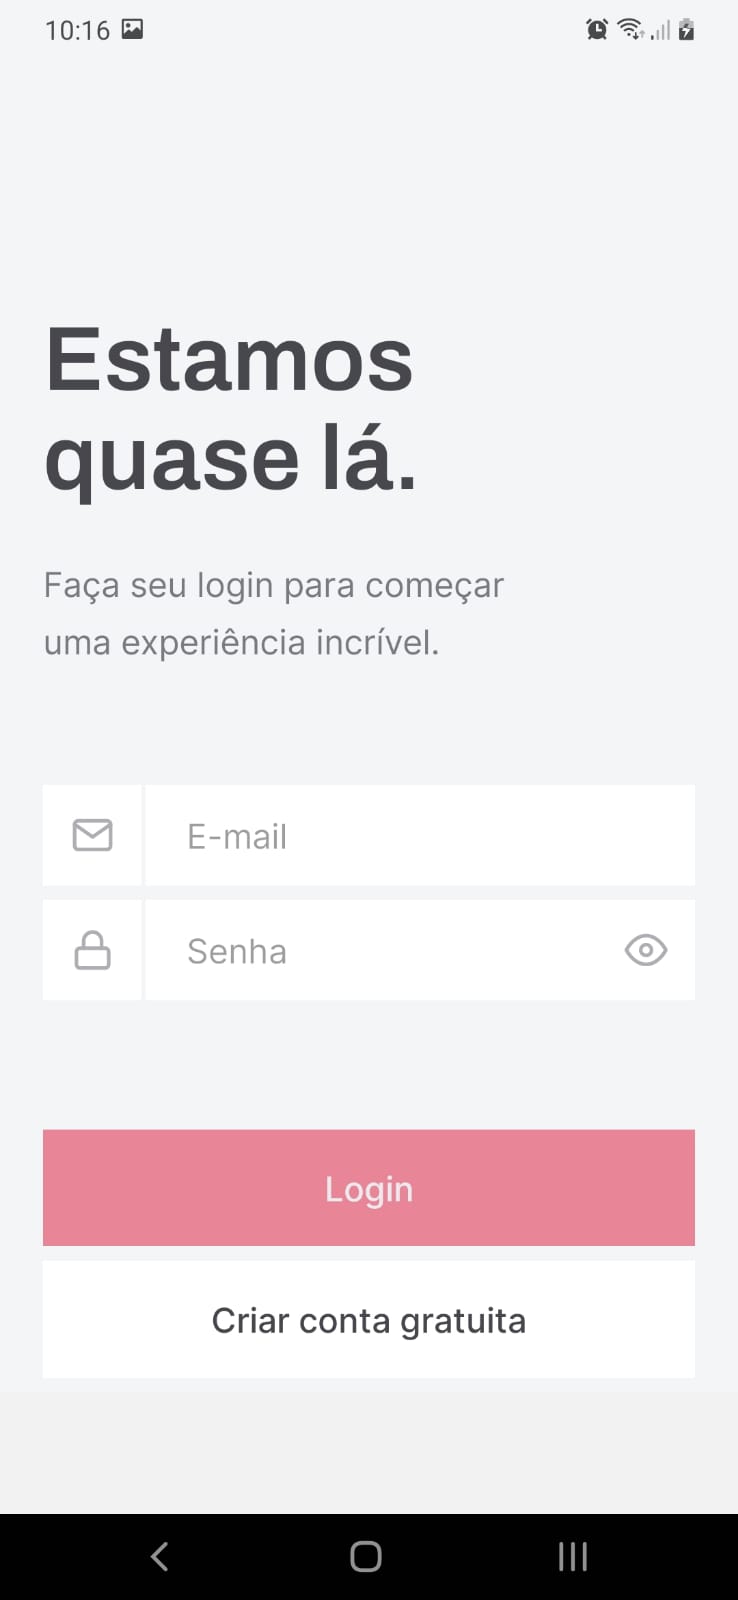 10:16
Estamos
quase lá.
Faça seu login para começar
uma experiência incrível.
E-mail
Senha
Login
Criar conta gratuita